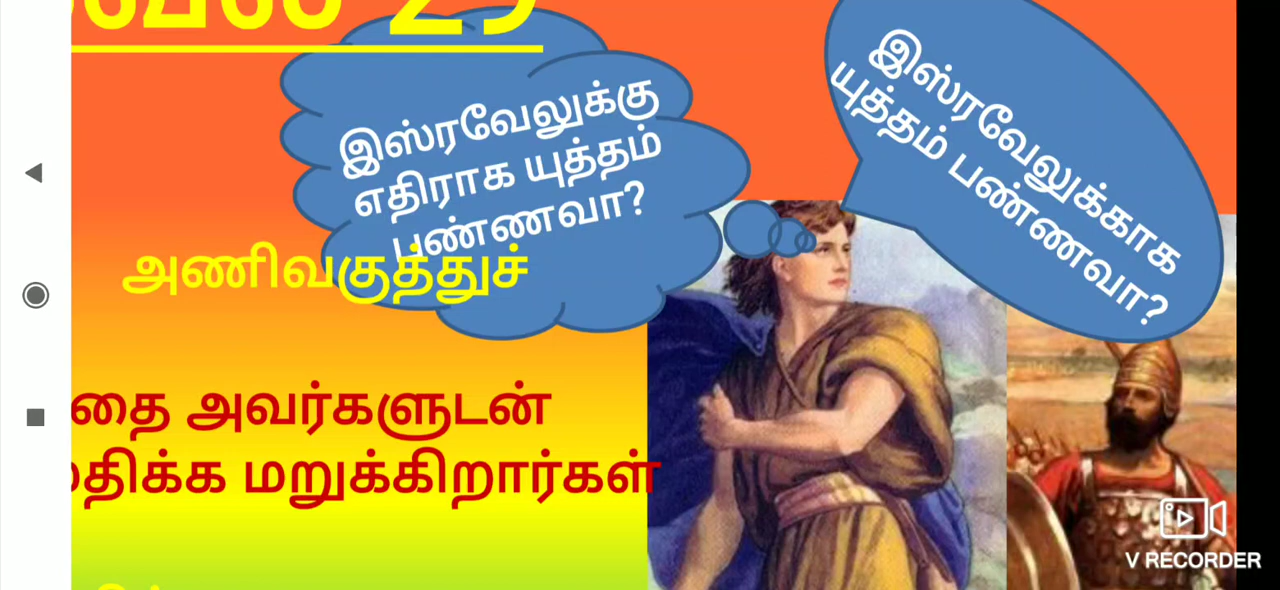 29
இஸ்ரவேலுக்கு
எதிராக யுத்தம்
பண்ணவா?
இஸ்ரவேலுக்காக
யுத்தம் பண்ணவா?
அணிவகுத்துச்
அவர்களுடன்
மறுக்கிறார்கள்
V RECORDER